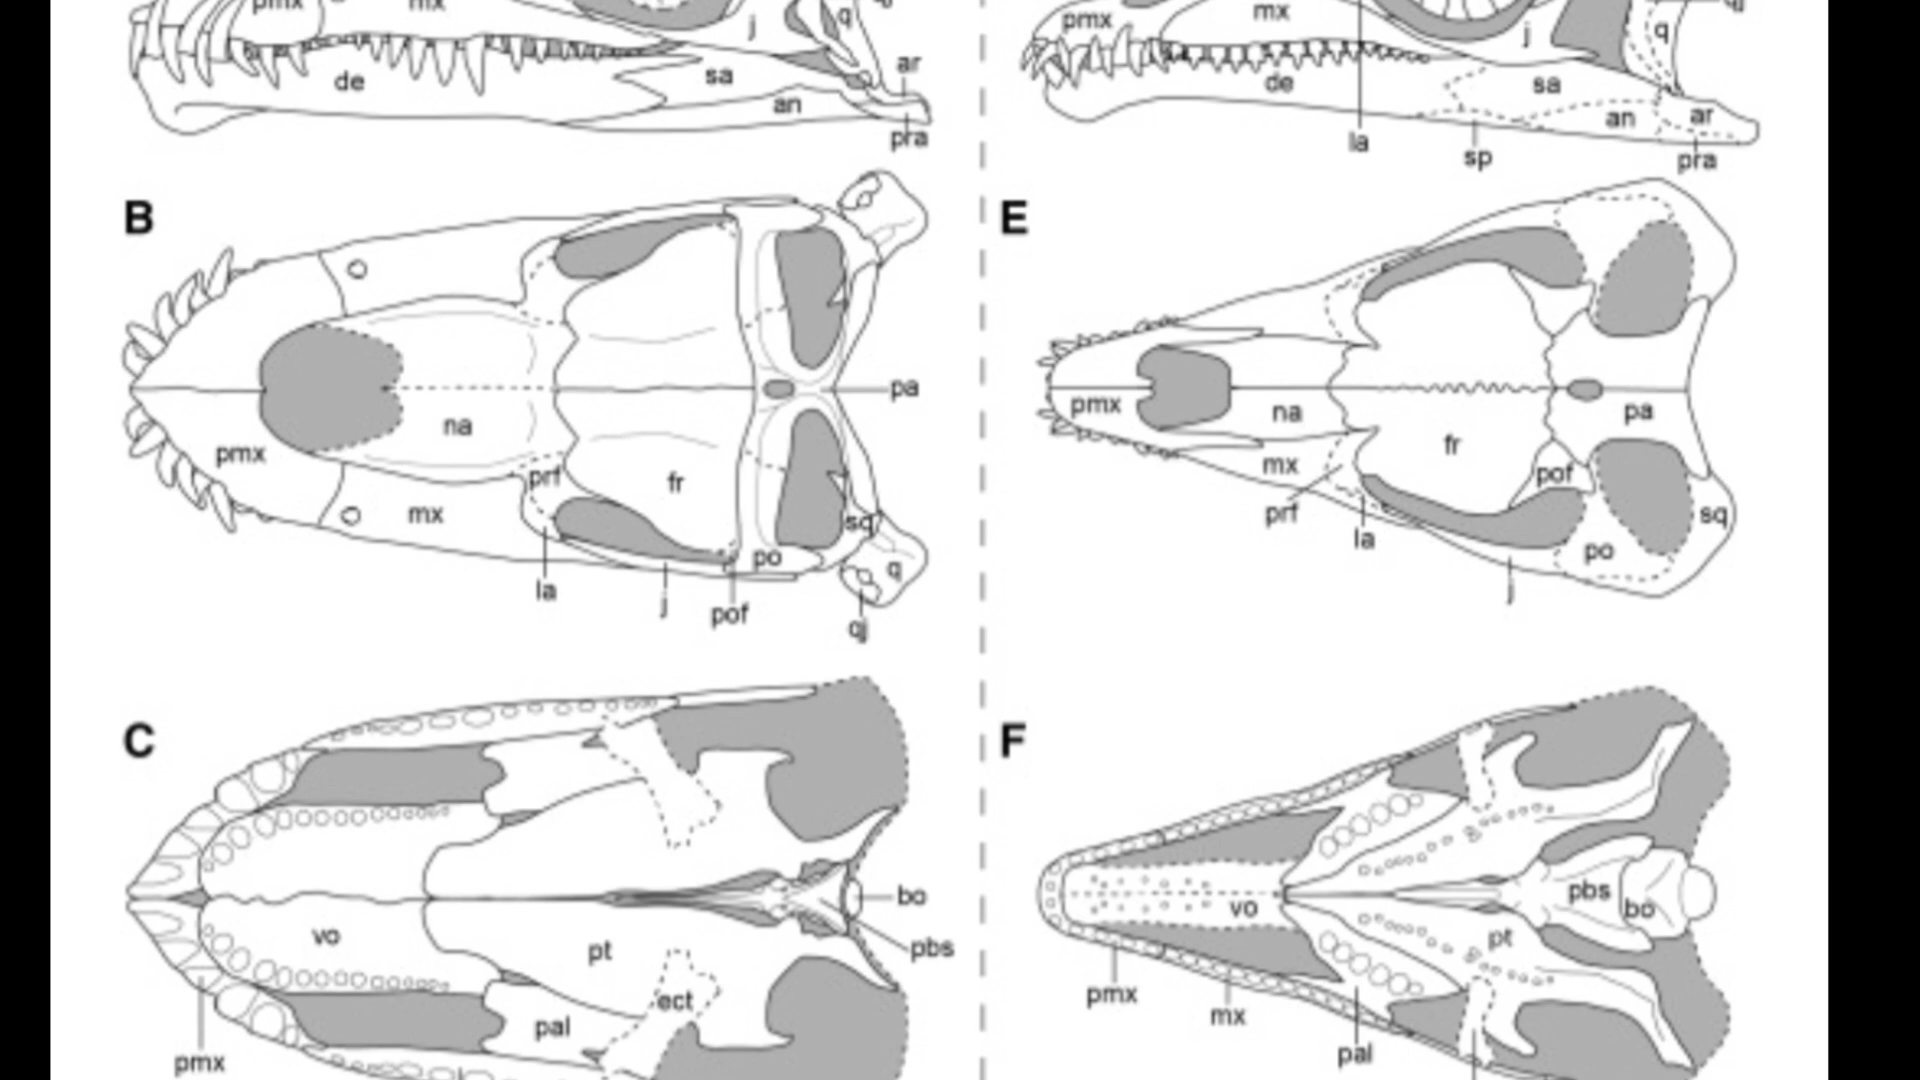 pmx mx j q
de sa ar
an
pra
pmx mx j q
de sa
an ar
la sp pra
B
pa
na
pmx
prf fr
mx sq
po q
la j pof
qj
E
pmx na pa
fr
mx pof
prf sq
la po
j
C
bo
vo pbs
pt
ect
pal
pmx
F
pbs
vo bo
pt
pmx
mx
pal